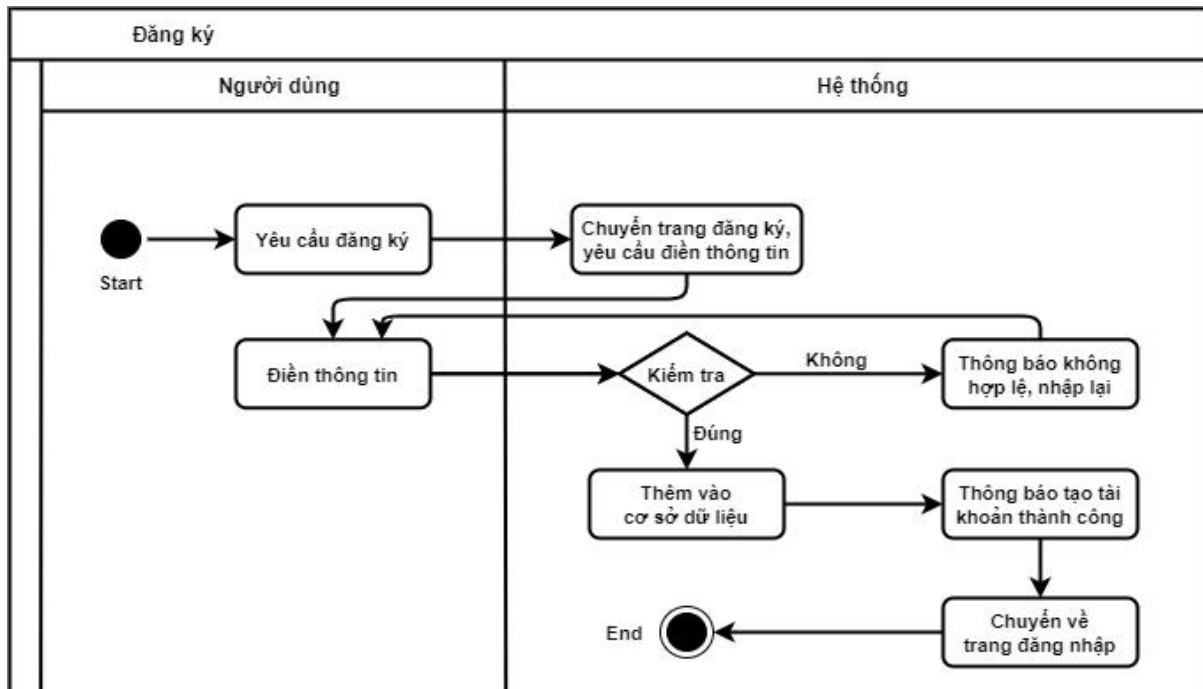 Đăng ký
Người dùng
Hệ thống
Yêu cầu đăng ký
Chuyển trang đăng ký,
yêu cầu điền thông tin
Start
Điền thông tin
Kiểm tra
Không
Thông báo không
hợp lệ, nhập lại
Đúng
Thêm vào
cơ sở dữ liệu
Thông báo tạo tài
khoản thành công
End
Chuyển về
trang đăng nhập